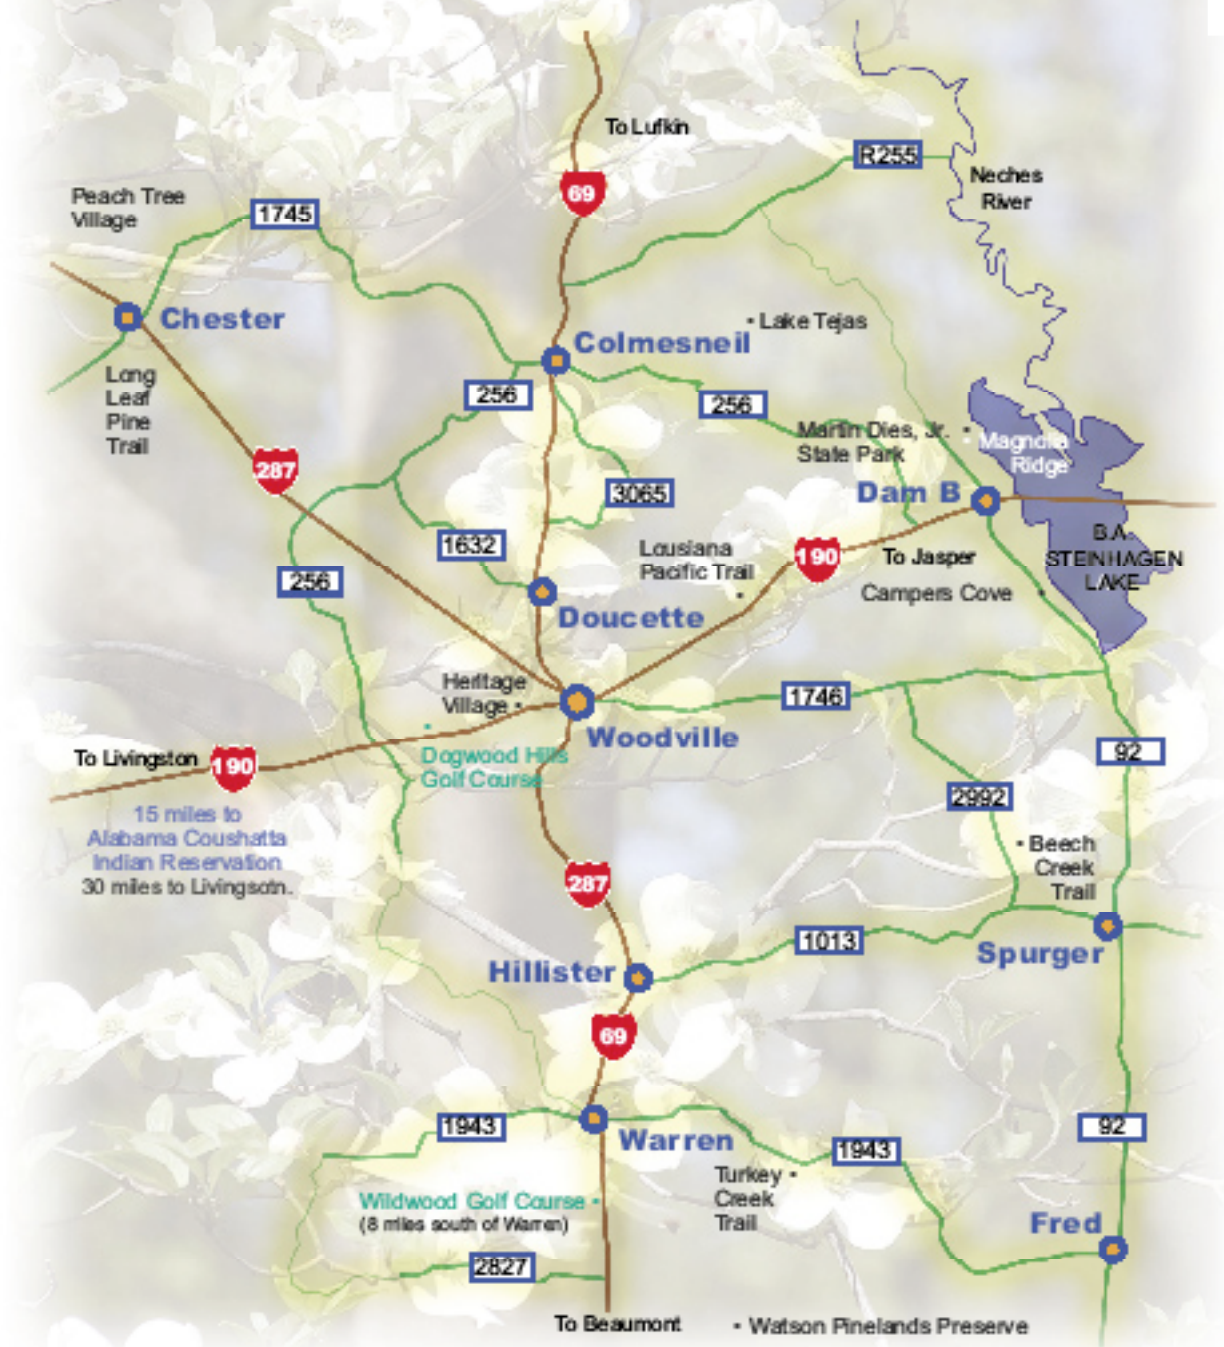 To Lufkin
R255
69
Neches
River
Peach Tree
Village
1745
Chester
Lake Tejas
Colmesneil
Long
Leaf
Pine
Trail
256
256
Martin Dies, Jr.
State Park
Magnolia
Ridge
287
3065
Dam B
1632
Lousiana
Pacific Trail
190
To Jasper
B.A.
STEINHAGEN
LAKE
256
Campers Cove
Doucette
Heritage
Village
1746
Woodville
To Livingston
190
Dogwood Hills
Golf Course
92
15 miles to
Alabama Coushatta
Indian Reservation
30 miles to Livingsotn.
2992
Beech
Creek
Trail
287
1013
Spurger
Hillister
69
1943
Warren
92
1943
Turkey
Creek
Trail
Wildwood Golf Course
(8 miles south of Warren)
Fred
2827
To Beaumont
Watson Pinelands Preserve